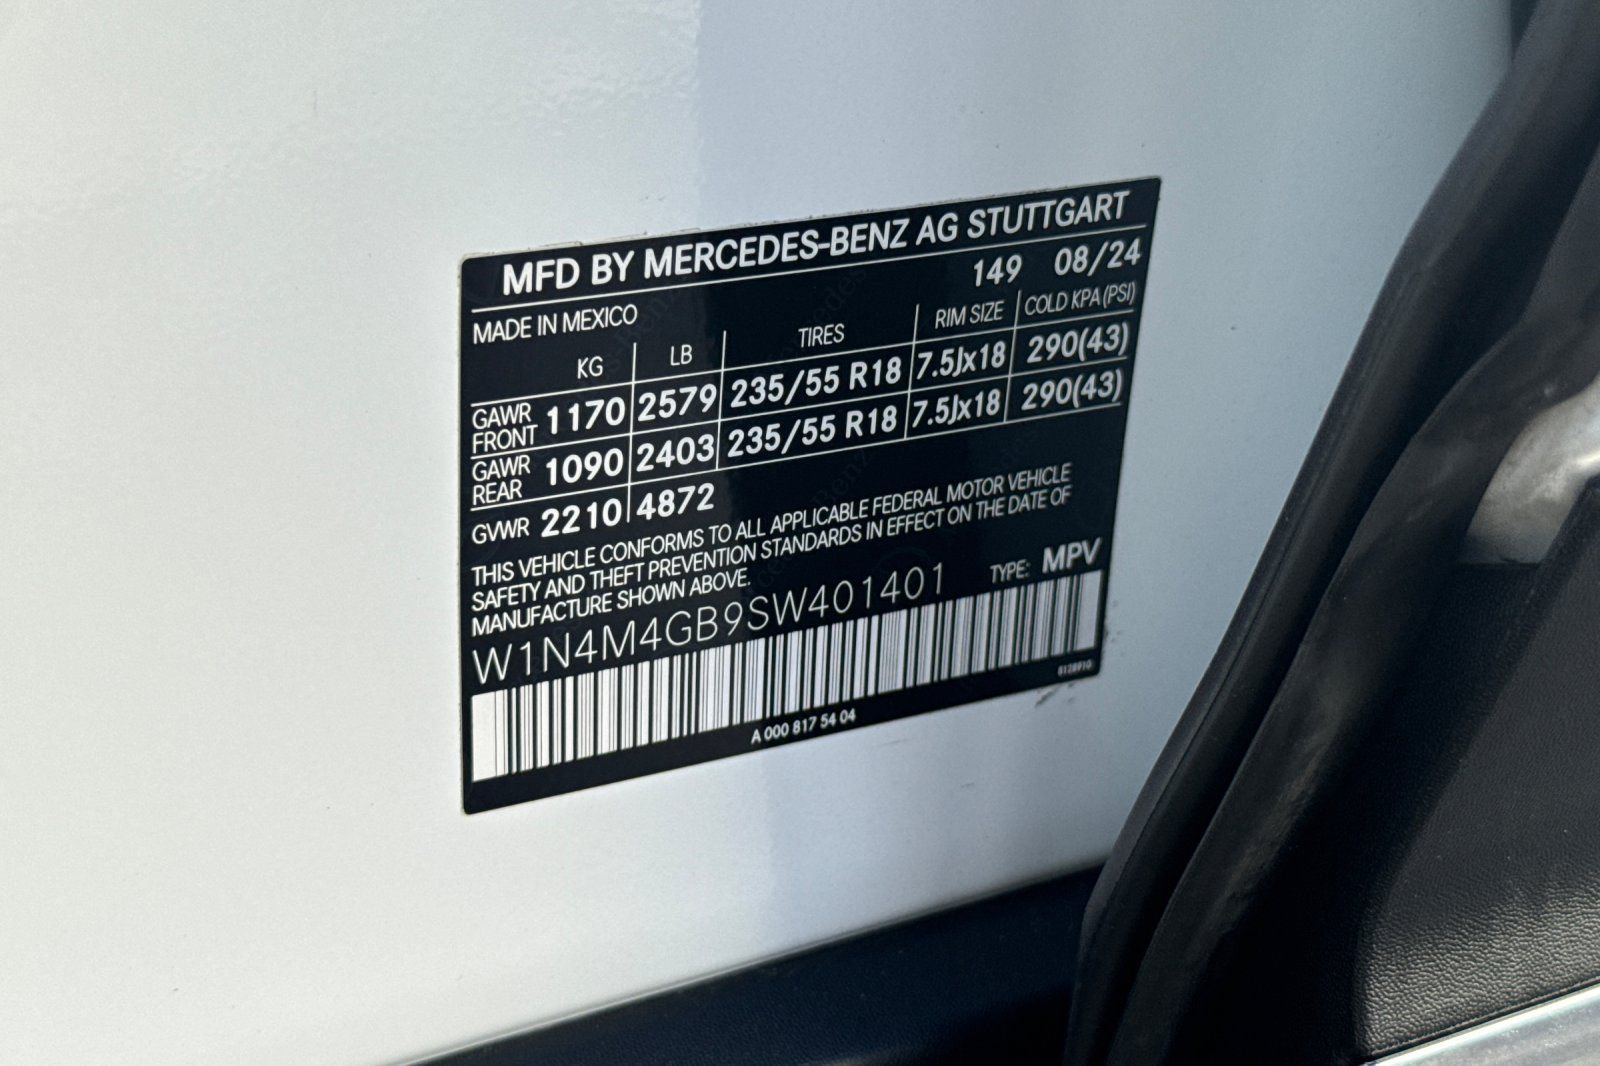 MFD BY MERCEDES-BENZ AG STUTTGART
149 08/24
MADE IN MEXICO
KG LB TIRES RIM SIZE COLD KPA (PSI)
GAWR FRONT 1170 2579 235/55 R18 7.5Jx18 290(43)
GAWR REAR 1090 2403 235/55 R18 7.5Jx18 290(43)
GVWR 2210 4872
THIS VEHICLE CONFORMS TO ALL APPLICABLE FEDERAL MOTOR VEHICLE
SAFETY AND THEFT PREVENTION STANDARDS IN EFFECT ON THE DATE OF
MANUFACTURE SHOWN ABOVE.
W1N4M4GB9SW401401 TYPE: MPV
A 000 817 54 04